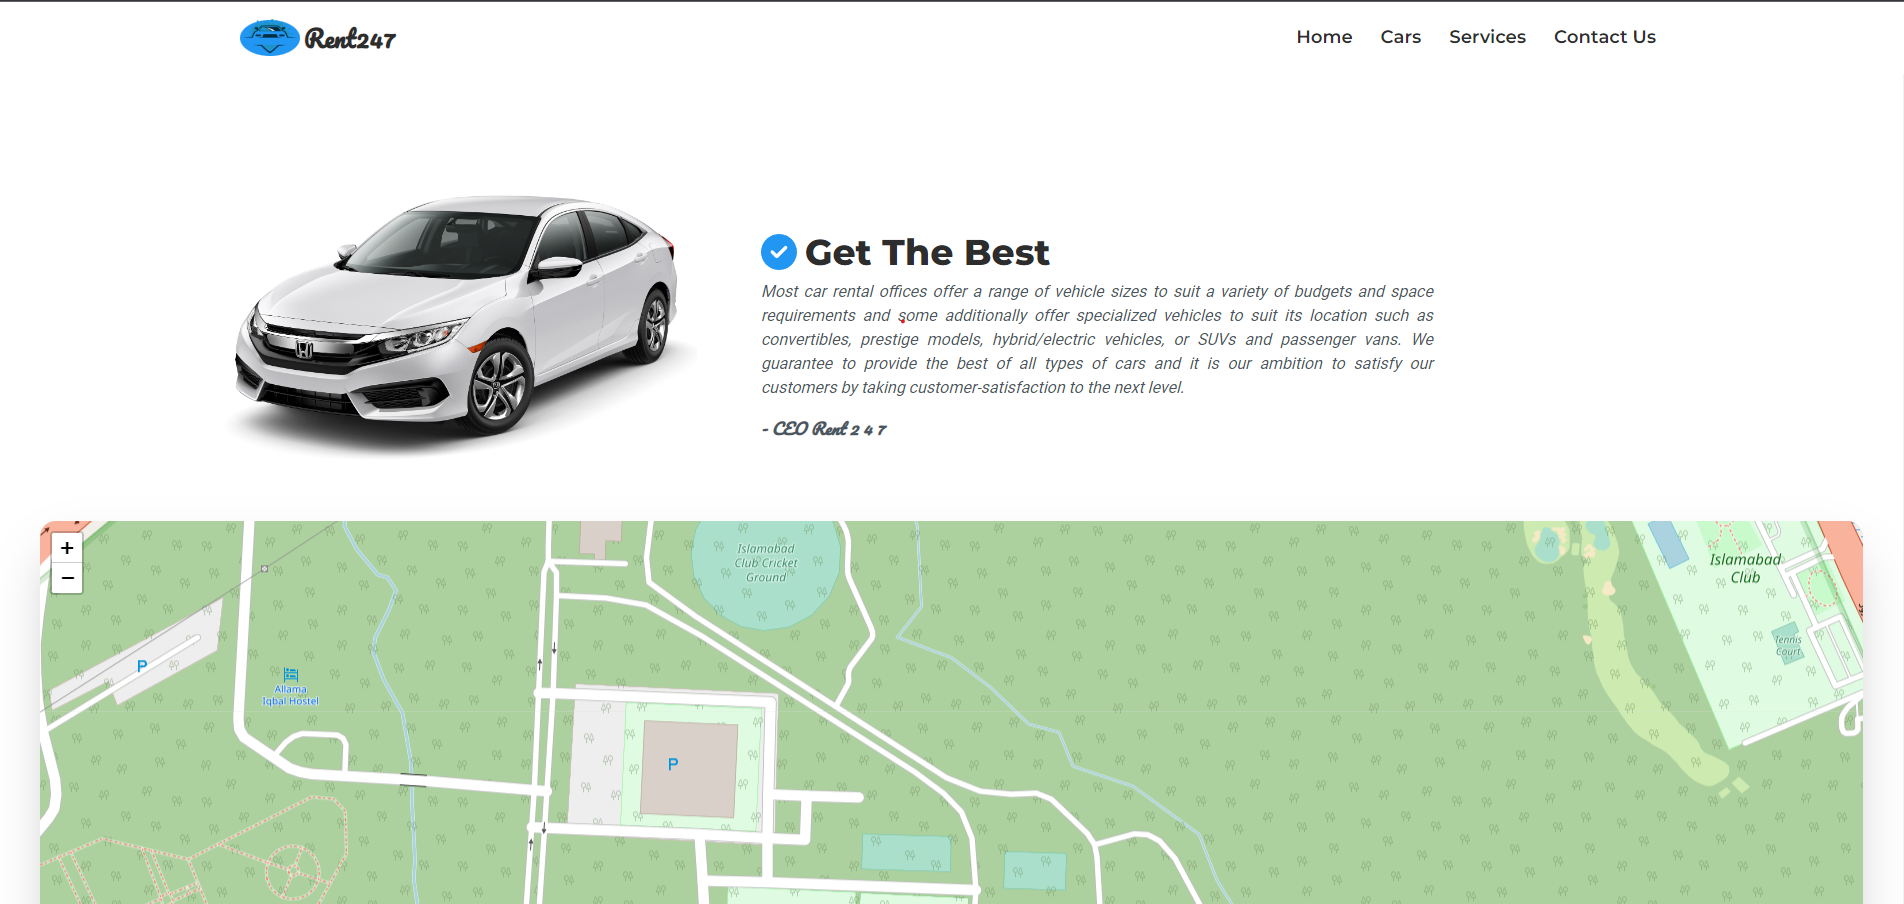 Rent247
Home Cars Services Contact Us
Get The Best
Most car rental offices offer a range of vehicle sizes to suit a variety of budgets and space
requirements and some additionally offer specialized vehicles to suit its location such as
convertibles, prestige models, hybrid/electric vehicles, or SUVs and passenger vans. We
guarantee to provide the best of all types of cars and it is our ambition to satisfy our
customers by taking customer-satisfaction to the next level.
- CEO Rent 2 4 7
+
−
Islamabad
Club Cricket
Ground
Islamabad
Club
Tennis
Court
P
Allama
Iqbal Hostel
P